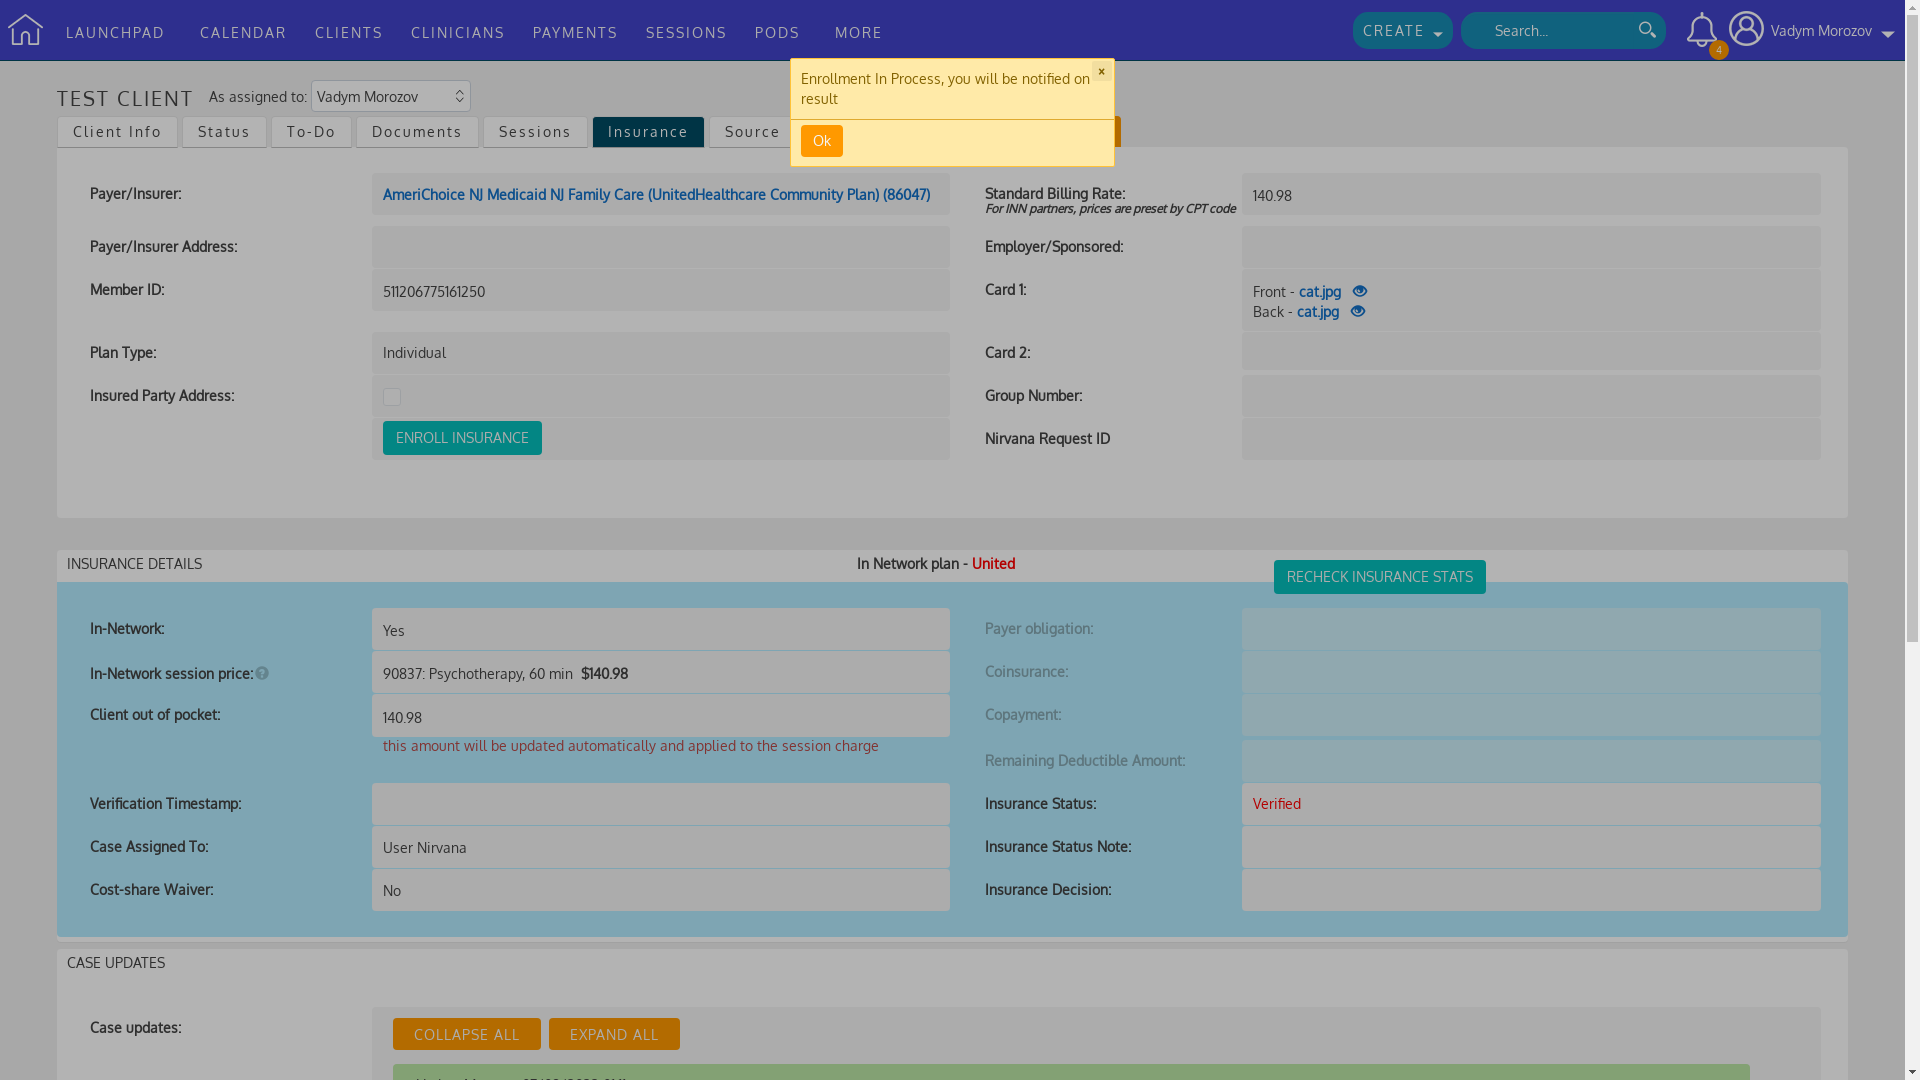 LAUNCHPAD CALENDAR CLIENTS CLINICIANS PAYMENTS SESSIONS PODS MORE CREATE Search... 4 Vadym Morozov
Enrollment In Process, you will be notified on
result
×
Ok
TEST CLIENT As assigned to: Vadym Morozov
Client Info Status To-Do Documents Sessions Insurance Source
Payer/Insurer: AmeriChoice NJ Medicaid NJ Family Care (UnitedHealthcare Community Plan) (86047) Standard Billing Rate: 140.98
For INN partners, prices are preset by CPT code
Payer/Insurer Address: Employer/Sponsored:
Member ID: 511206775161250 Card 1: Front - cat.jpg
Back - cat.jpg
Plan Type: Individual Card 2:
Insured Party Address: Group Number:
ENROLL INSURANCE Nirvana Request ID
INSURANCE DETAILS In Network plan - United RECHECK INSURANCE STATS
In-Network: Yes Payer obligation:
In-Network session price: ? 90837: Psychotherapy, 60 min $140.98 Coinsurance:
Client out of pocket: 140.98 Copayment:
this amount will be updated automatically and applied to the session charge
Remaining Deductible Amount:
Verification Timestamp: Insurance Status: Verified
Case Assigned To: User Nirvana Insurance Status Note:
Cost-share Waiver: No Insurance Decision:
CASE UPDATES
Case updates: COLLAPSE ALL EXPAND ALL